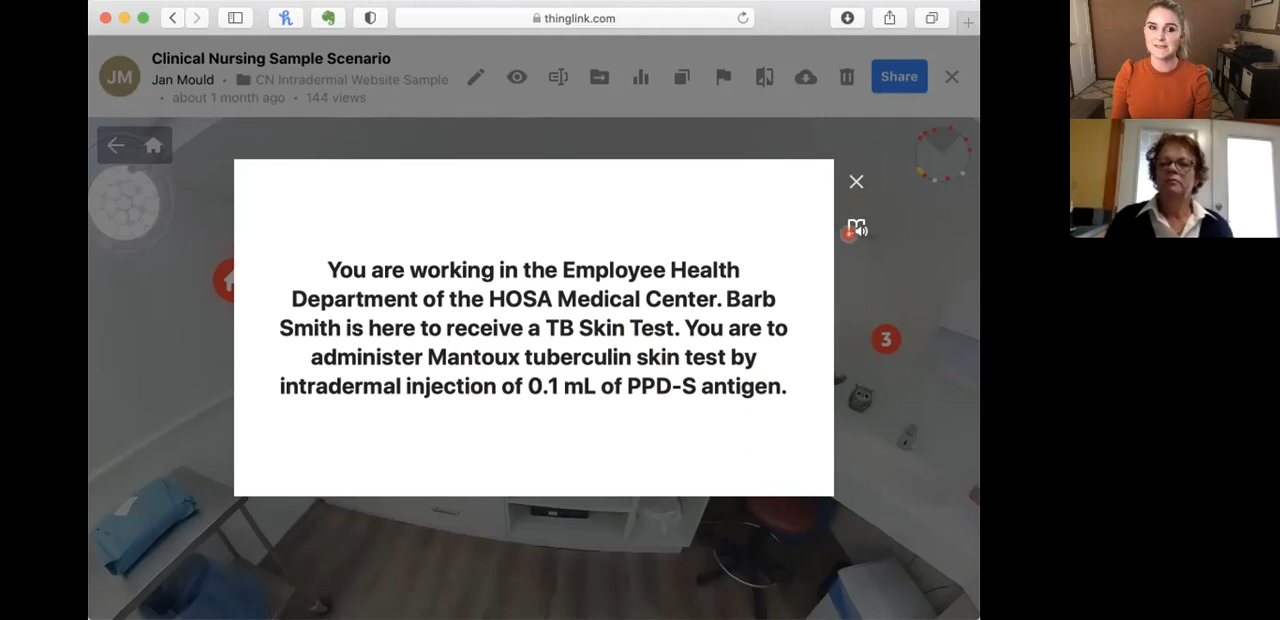 thinglink.com
JM
Clinical Nursing Sample Scenario
Jan Mould • CN Intradermal Website Sample
• about 1 month ago • 144 views
Share
You are working in the Employee Health
Department of the HOSA Medical Center. Barb
Smith is here to receive a TB Skin Test. You are to
administer Mantoux tuberculin skin test by
intradermal injection of 0.1 mL of PPD-S antigen.
3